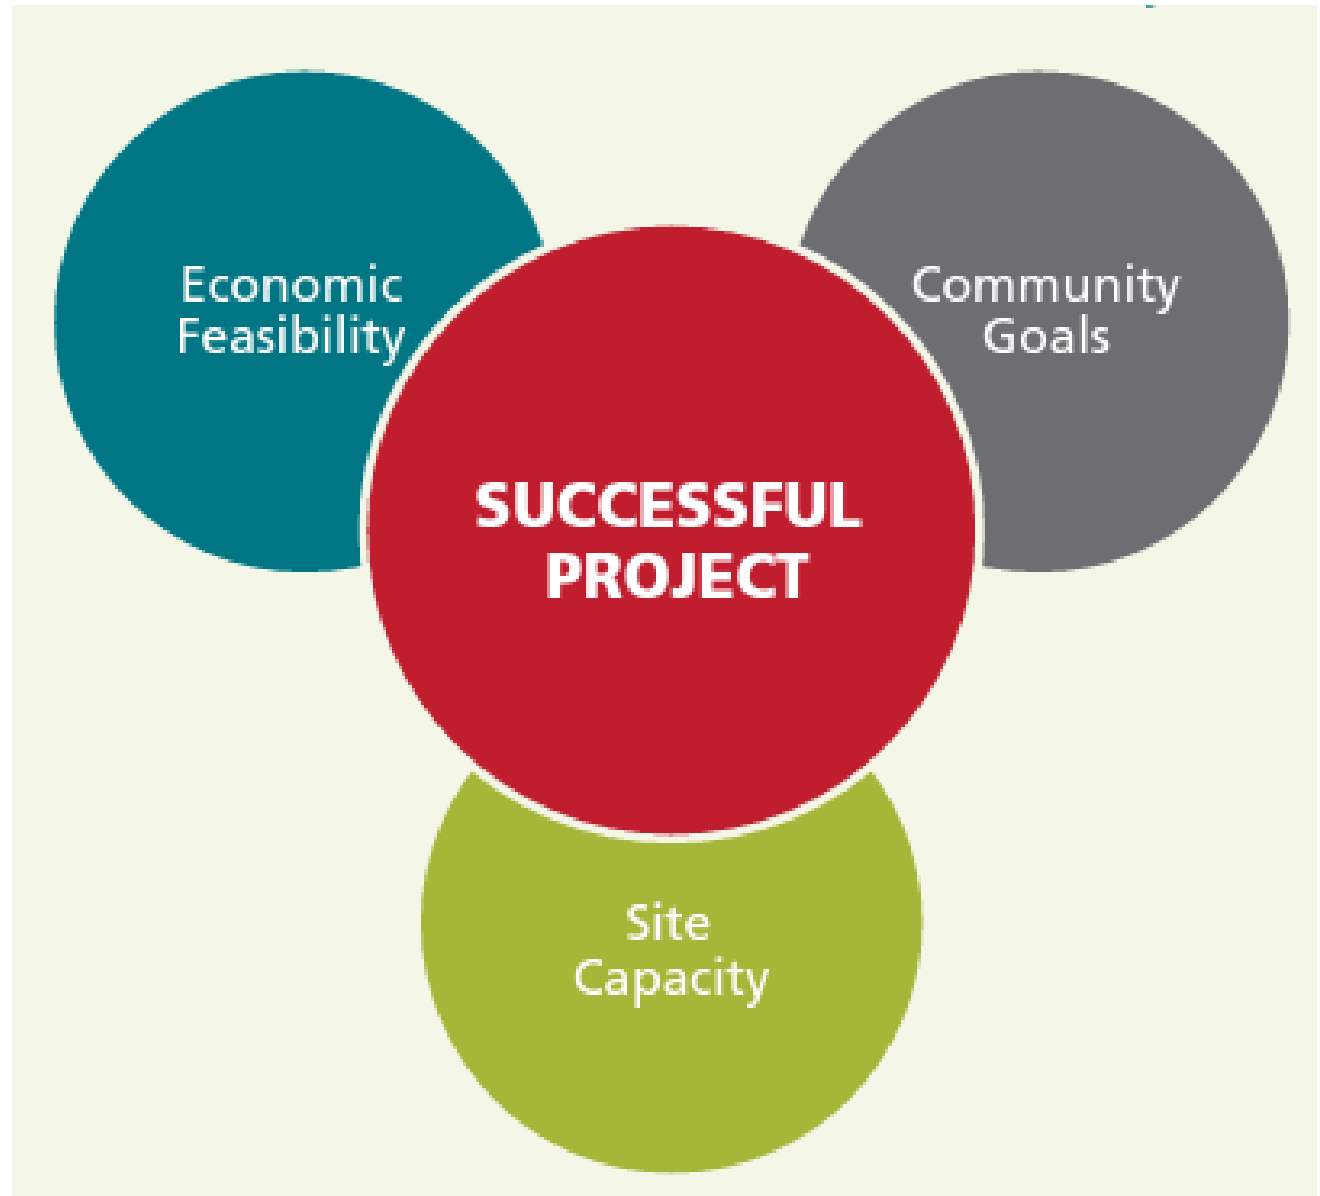 Economic
Feasibility
Community
Goals
SUCCESSFUL
PROJECT
Site
Capacity